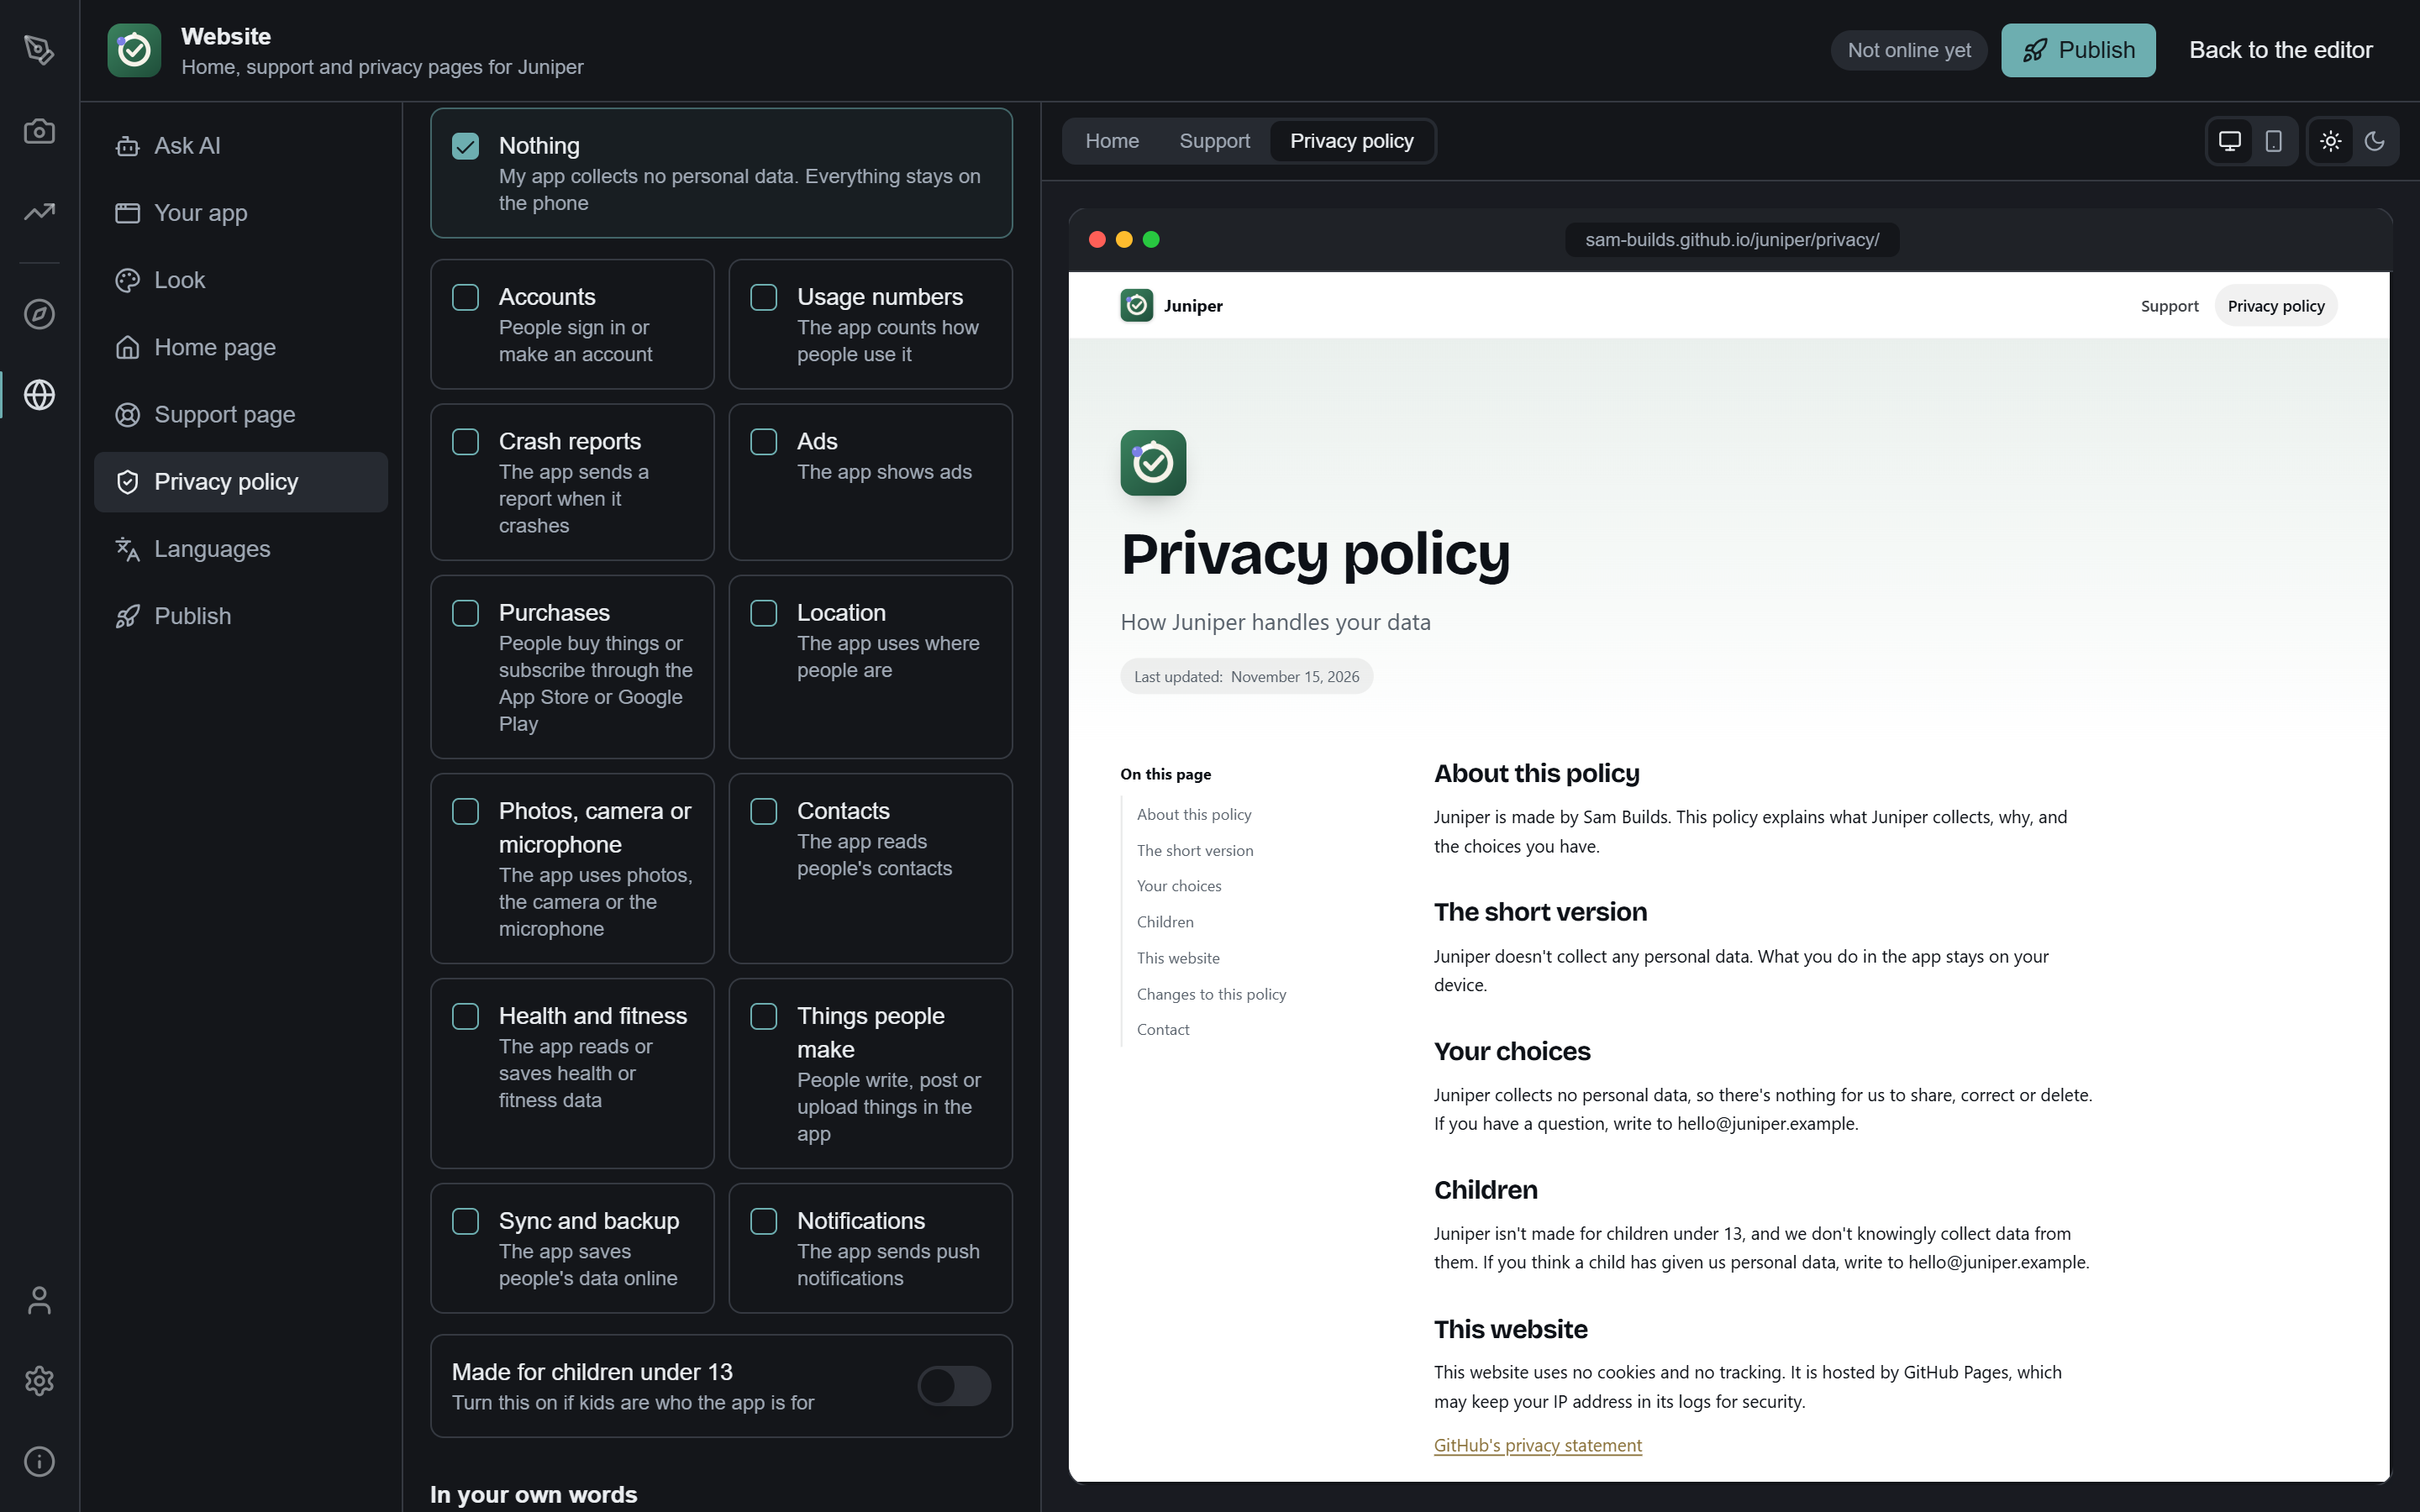 Website
Home, support and privacy pages for Juniper
Not online yet
Publish
Back to the editor
Ask AI
Your app
Look
Home page
Support page
Privacy policy
Languages
Publish
Nothing
My app collects no personal data. Everything stays on
the phone
Accounts
People sign in or
make an account
Usage numbers
The app counts how
people use it
Crash reports
The app sends a
report when it
crashes
Ads
The app shows ads
Purchases
People buy things or
subscribe through the
App Store or Google
Play
Location
The app uses where
people are
Photos, camera or
microphone
The app uses photos,
the camera or the
microphone
Contacts
The app reads
people's contacts
Health and fitness
The app reads or
saves health or
fitness data
Things people
make
People write, post or
upload things in the
app
Sync and backup
The app saves
people's data online
Notifications
The app sends push
notifications
Made for children under 13
Turn this on if kids are who the app is for
In your own words
Home
Support
Privacy policy
sam-builds.github.io/juniper/privacy/
Juniper
Support
Privacy policy
Privacy policy
How Juniper handles your data
Last updated: November 15, 2026
On this page
About this policy
The short version
Your choices
Children
This website
Changes to this policy
Contact
About this policy
Juniper is made by Sam Builds. This policy explains what Juniper collects, why, and
the choices you have.
The short version
Juniper doesn't collect any personal data. What you do in the app stays on your
device.
Your choices
Juniper collects no personal data, so there's nothing for us to share, correct or delete.
If you have a question, write to hello@juniper.example.
Children
Juniper isn't made for children under 13, and we don't knowingly collect data from
them. If you think a child has given us personal data, write to hello@juniper.example.
This website
This website uses no cookies and no tracking. It is hosted by GitHub Pages, which
may keep your IP address in its logs for security.
GitHub's privacy statement